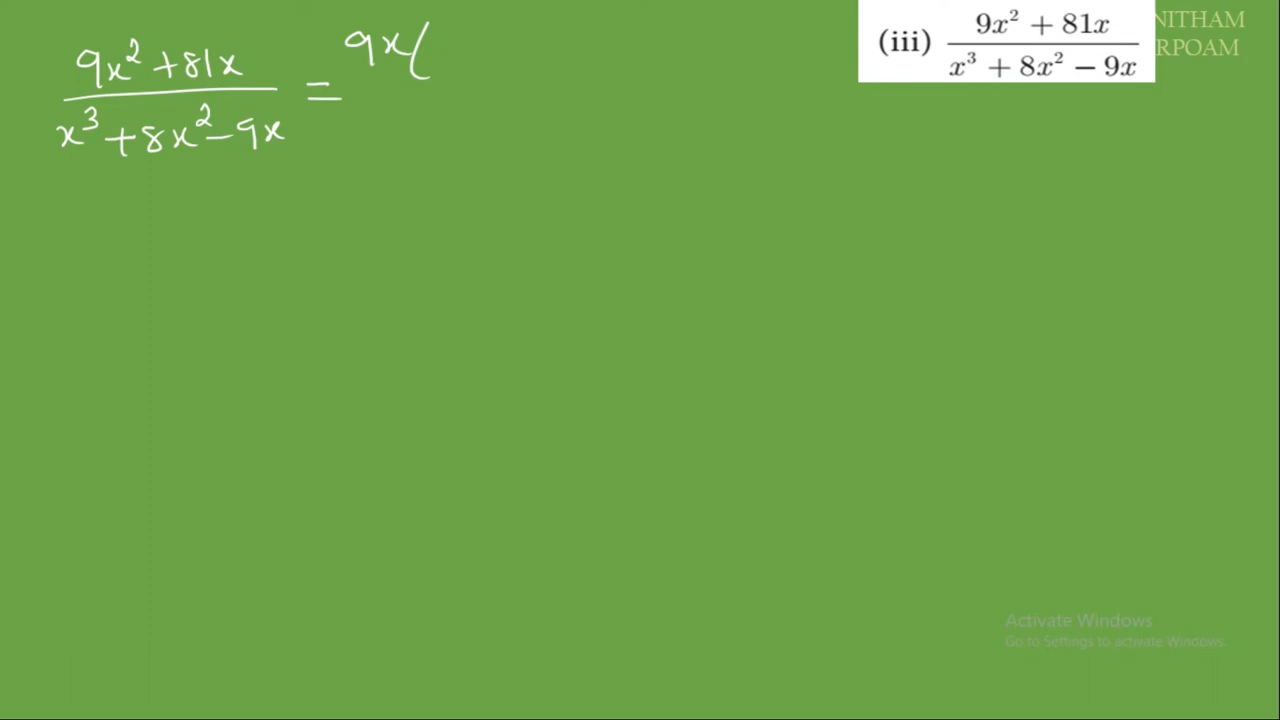 9x² + 81x / x³ + 8x² - 9x = 9x(
(iii) 9x² + 81x / x³ + 8x² − 9x
NITHAM
RPOAM
Activate Windows
Go to Settings to activate Windows.